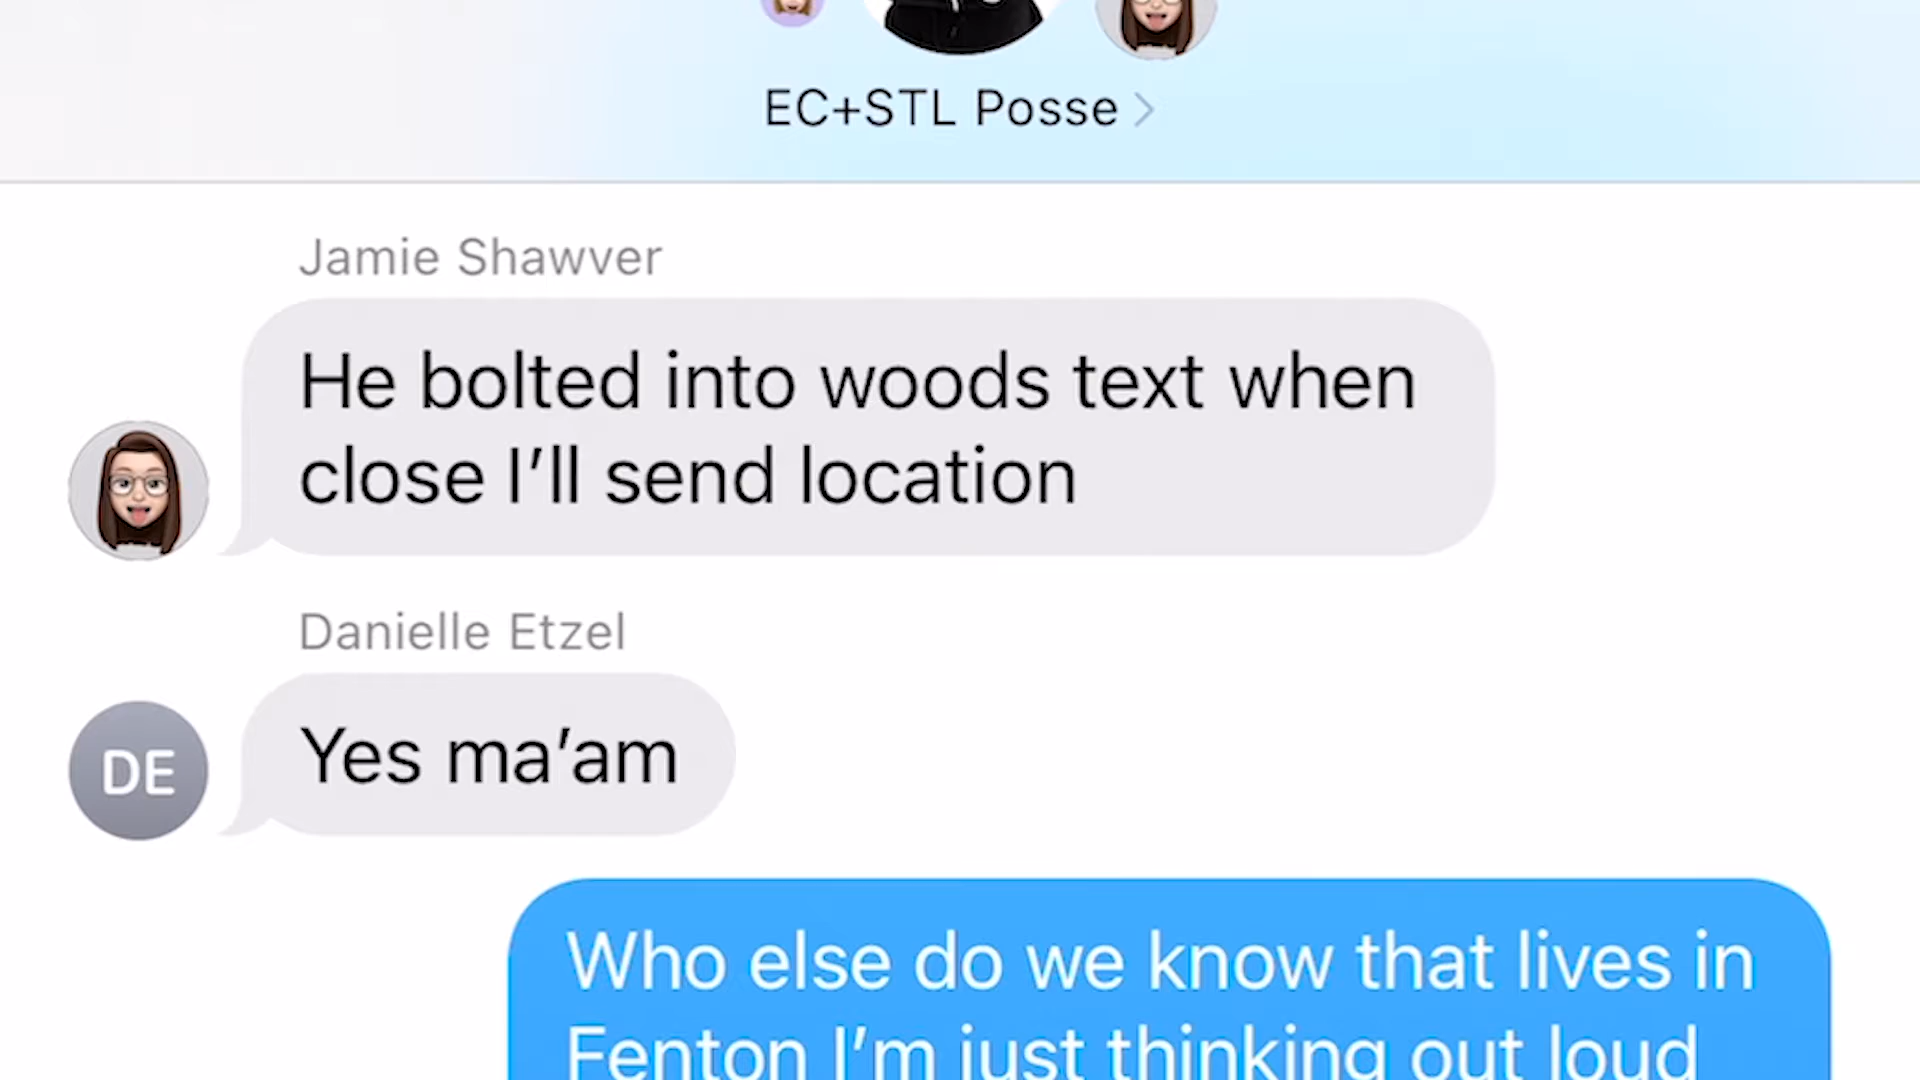 EC+STL Posse
Jamie Shawver
He bolted into woods text when
close I’ll send location
Danielle Etzel
DE
Yes ma’am
Who else do we know that lives in
Fenton I’m just thinking out loud